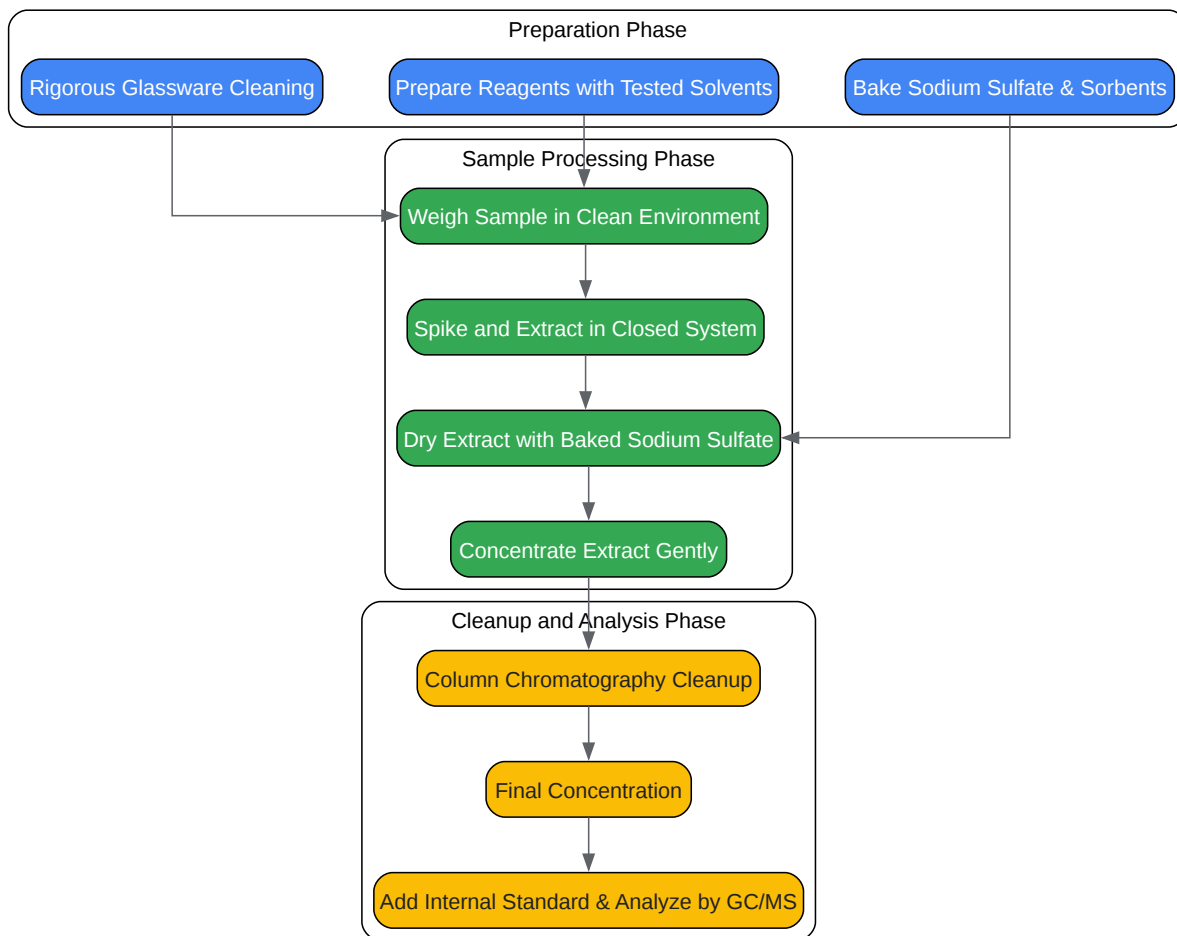 Preparation Phase
Rigorous Glassware Cleaning
Prepare Reagents with Tested Solvents
Bake Sodium Sulfate & Sorbents
Sample Processing Phase
Weigh Sample in Clean Environment
Spike and Extract in Closed System
Dry Extract with Baked Sodium Sulfate
Concentrate Extract Gently
Cleanup and Analysis Phase
Column Chromatography Cleanup
Final Concentration
Add Internal Standard & Analyze by GC/MS